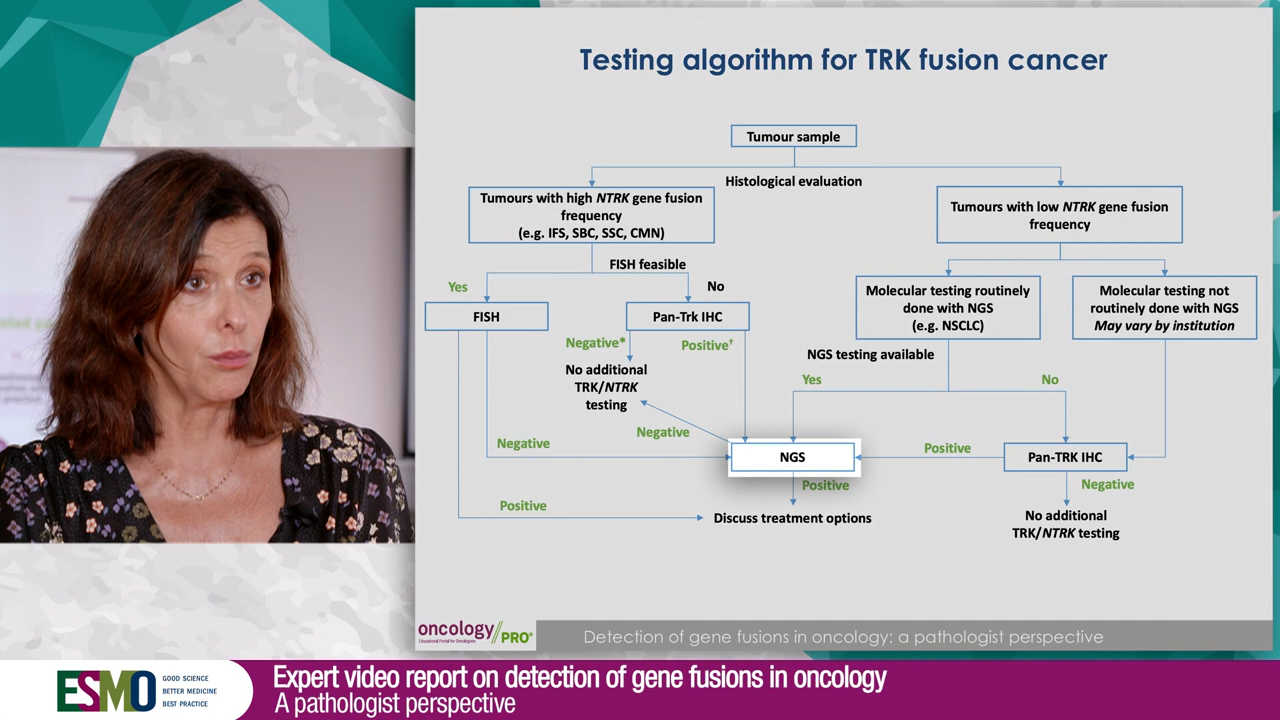 Testing algorithm for TRK fusion cancer
Tumour sample
Histological evaluation
Tumours with high NTRK gene fusion
frequency
(e.g. IFS, SBC, SSC, CMN)
Tumours with low NTRK gene fusion
frequency
FISH feasible
Yes
No
FISH
Pan-Trk IHC
Molecular testing routinely
done with NGS
(e.g. NSCLC)
Molecular testing not
routinely done with NGS
May vary by institution
Negative*
Positive†
No additional
TRK/NTRK
testing
NGS testing available
Yes
No
Negative
Negative
NGS
Positive
Pan-TRK IHC
Positive
Negative
Positive
Discuss treatment options
No additional
TRK/NTRK testing
oncology//PRO®
Educational Portal for Oncologists
Detection of gene fusions in oncology: a pathologist perspective
ESMO
GOOD SCIENCE
BETTER MEDICINE
BEST PRACTICE
Expert video report on detection of gene fusions in oncology
A pathologist perspective